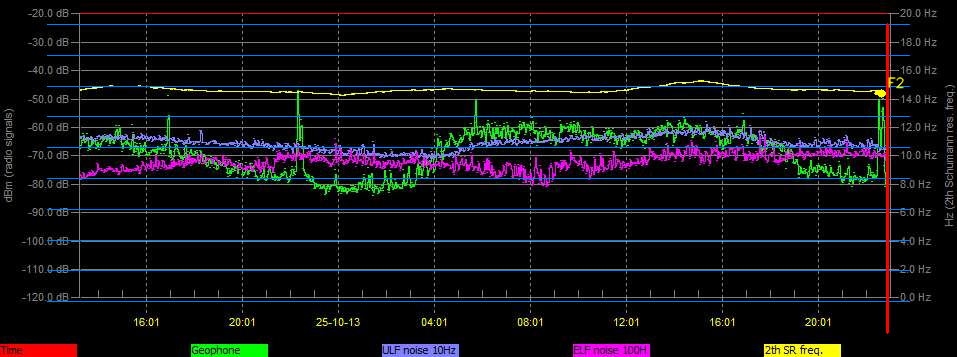 -20.0 dB
20.0 Hz
-30.0 dB
18.0 Hz
-40.0 dB
16.0 Hz
F2
-50.0 dB
14.0 Hz
-60.0 dB
12.0 Hz
-70.0 dB
10.0 Hz
-80.0 dB
8.0 Hz
-90.0 dB
6.0 Hz
-100.0 dB
4.0 Hz
-110.0 dB
2.0 Hz
-120.0 dB
0.0 Hz
dBm (radio signals)
Hz (2th Schumann res. freq.)
16:01 20:01 25-10-13 04:01 08:01 12:01 16:01 20:01
Time Geophone ULF noise 10Hz ELF noise 100H 2th SR freq.